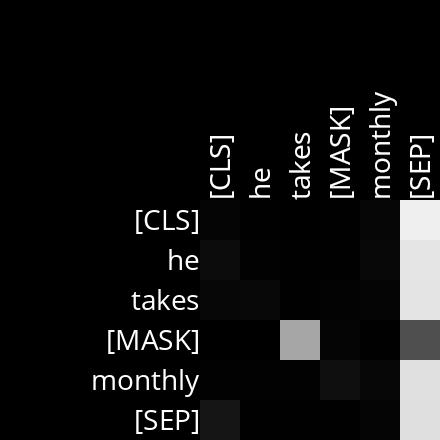 [CLS]
he
takes
[MASK]
monthly
[SEP]
[CLS]
he
takes
[MASK]
monthly
[SEP]